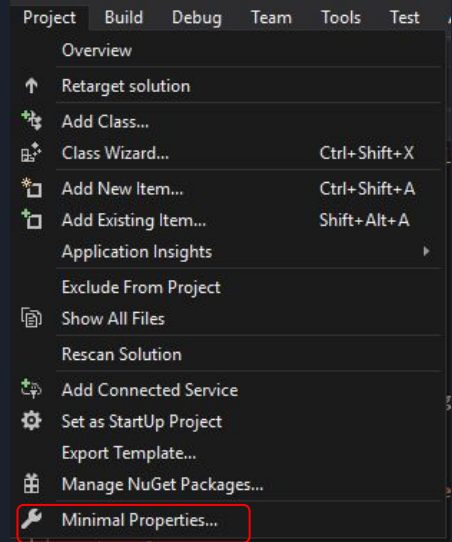 Project Build Debug Team Tools Test
Overview
Retarget solution
Add Class...
Class Wizard... Ctrl+Shift+X
Add New Item... Ctrl+Shift+A
Add Existing Item... Shift+Alt+A
Application Insights
Exclude From Project
Show All Files
Rescan Solution
Add Connected Service
Set as StartUp Project
Export Template...
Manage NuGet Packages...
Minimal Properties...